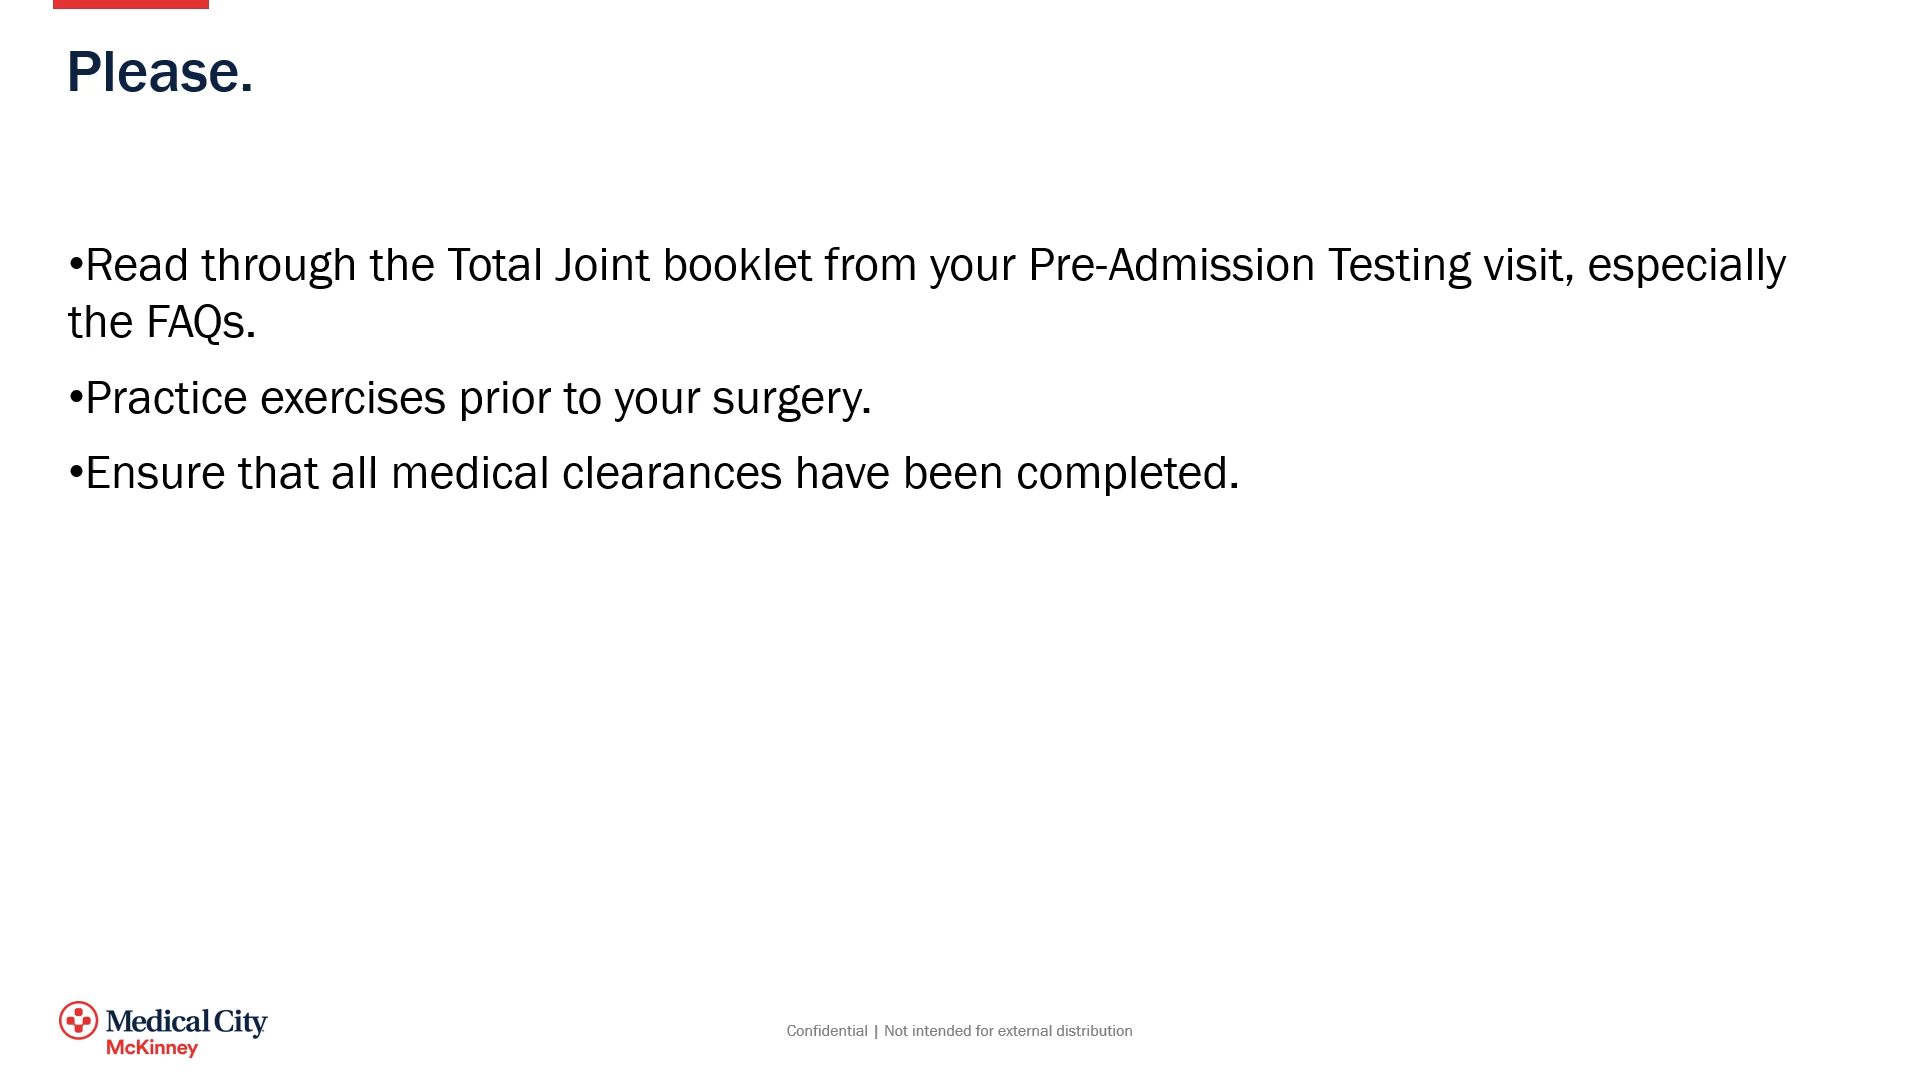 Please.
•Read through the Total Joint booklet from your Pre-Admission Testing visit, especially
the FAQs.
•Practice exercises prior to your surgery.
•Ensure that all medical clearances have been completed.
Medical City
McKinney
Confidential | Not intended for external distribution